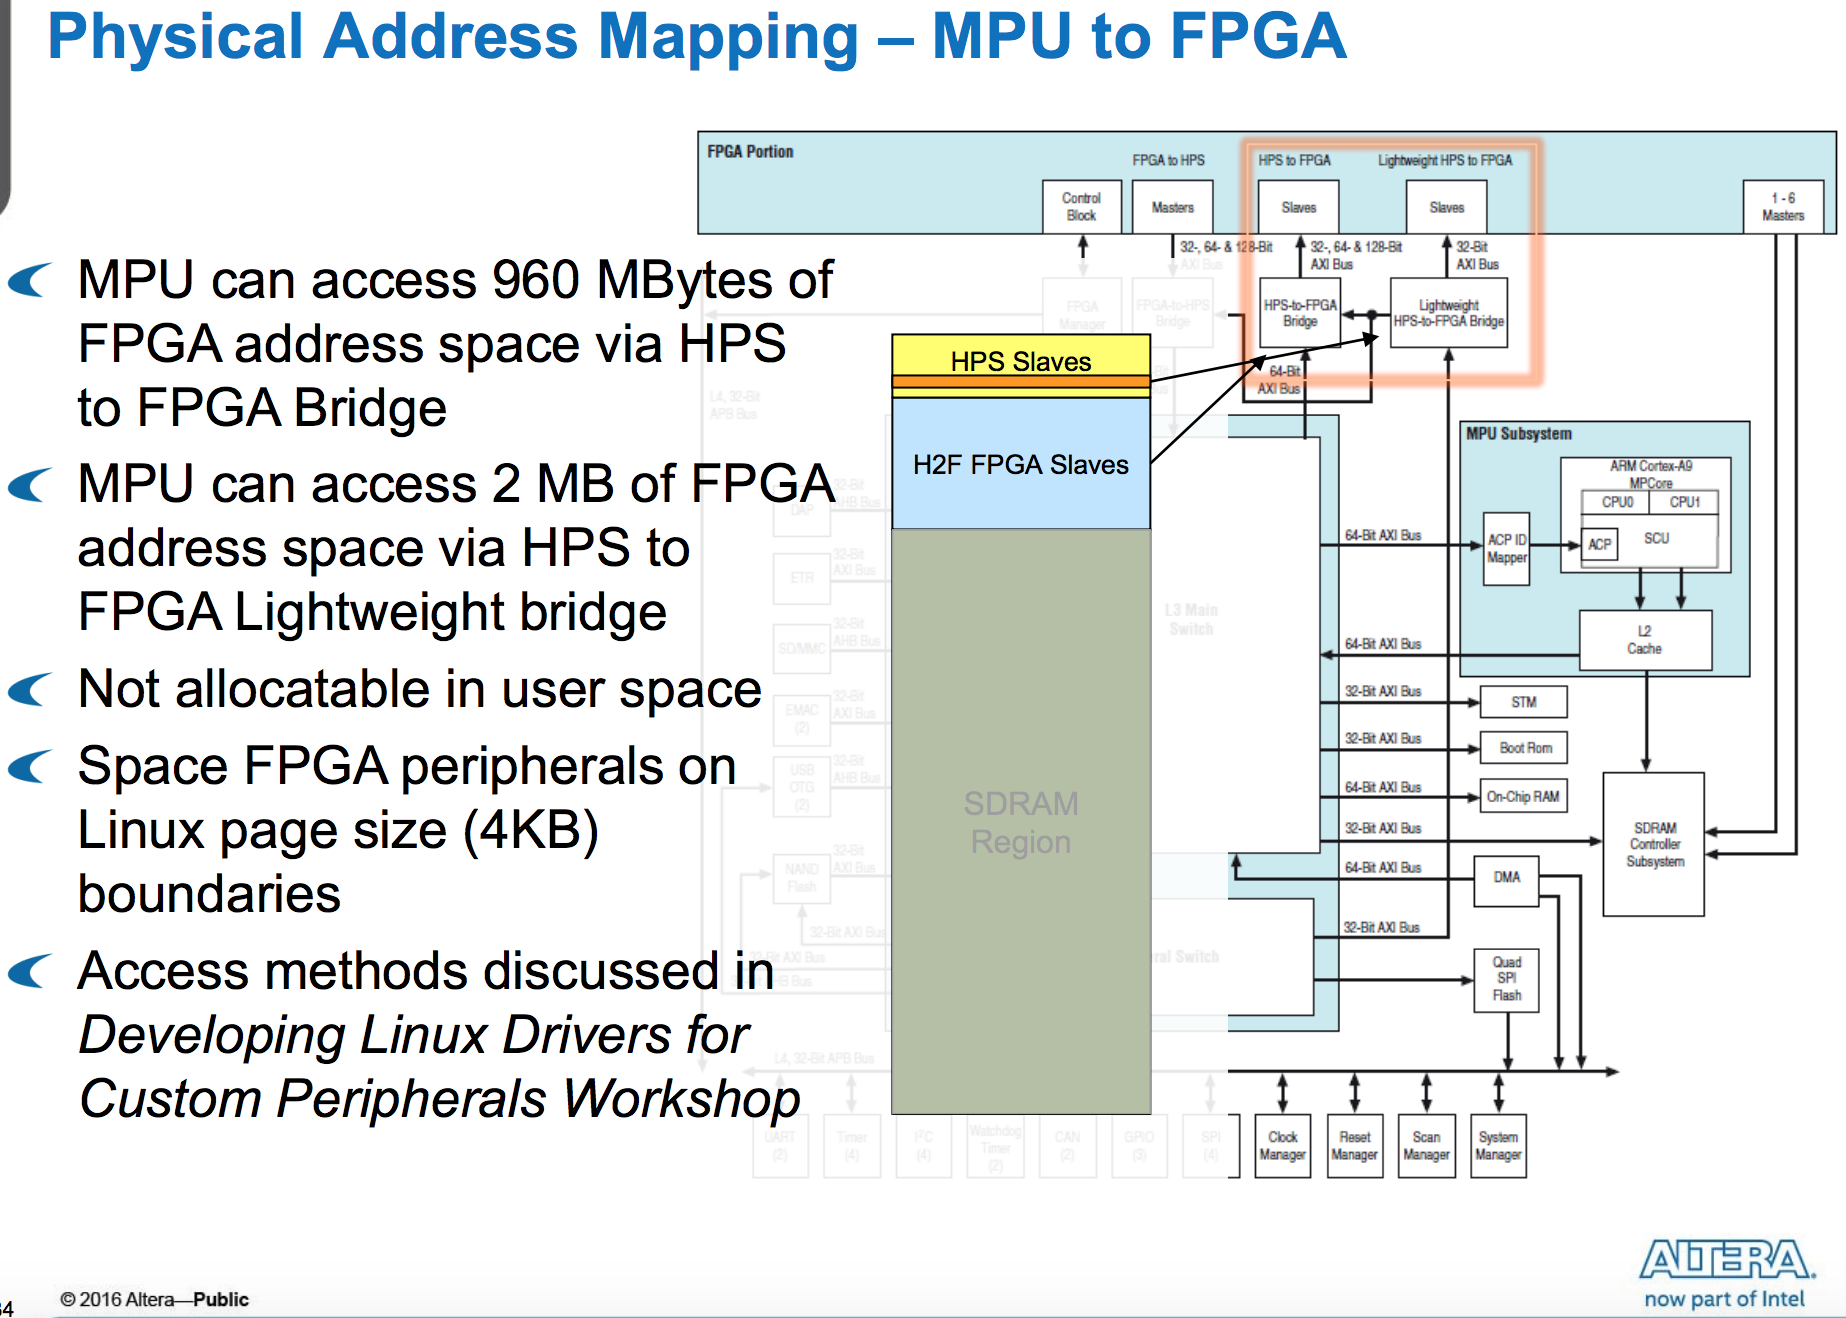 Physical Address Mapping – MPU to FPGA
MPU can access 960 MBytes of
FPGA address space via HPS
to FPGA Bridge
MPU can access 2 MB of FPGA
address space via HPS to
FPGA Lightweight bridge
Not allocatable in user space
Space FPGA peripherals on
Linux page size (4KB)
boundaries
Access methods discussed in
Developing Linux Drivers for
Custom Peripherals Workshop
FPGA Portion
FPGA to HPS
HPS to FPGA
Lightweight HPS to FPGA
Control
Block
Masters
Slaves
Slaves
1 - 6
Masters
32-, 64- & 128-Bit
AXI Bus
32-, 64- & 128-Bit
AXI Bus
32-Bit
AXI Bus
FPGA
Manager
FPGA-to-HPS
Bridge
HPS-to-FPGA
Bridge
Lightweight
HPS-to-FPGA Bridge
HPS Slaves
64-Bit
AXI Bus
L4, 32-Bit
APB Bus
H2F FPGA Slaves
MPU Subsystem
ARM Cortex-A9
MPCore
CPU0
CPU1
ACP ID
Mapper
ACP
SCU
64-Bit AXI Bus
L2
Cache
64-Bit AXI Bus
32-Bit
AHB Bus
DAP
32-Bit
AXI Bus
ETR
L3 Main
Switch
32-Bit
AHB Bus
SD/MMC
32-Bit
AXI Bus
EMAC
(2)
32-Bit
AHB Bus
USB
OTG
(2)
32-Bit
AXI Bus
NAND
Flash
SDRAM
Region
32-Bit AXI Bus
STM
32-Bit AXI Bus
Boot Rom
64-Bit AXI Bus
On-Chip RAM
32-Bit AXI Bus
SDRAM
Controller
Subsystem
64-Bit AXI Bus
DMA
32-Bit AXI Bus
32-Bit AXI Bus
Bit AXI Bus
HB Bus
ral Switch
Quad
SPI
Flash
L4, 32-Bit APB Bus
UART
(2)
Timer
(4)
I²C
(4)
Watchdog
Timer
(2)
CAN
(2)
GPIO
(3)
SPI
(4)
Clock
Manager
Reset
Manager
Scan
Manager
System
Manager
© 2016 Altera—Public
34
ALTERA.
now part of Intel